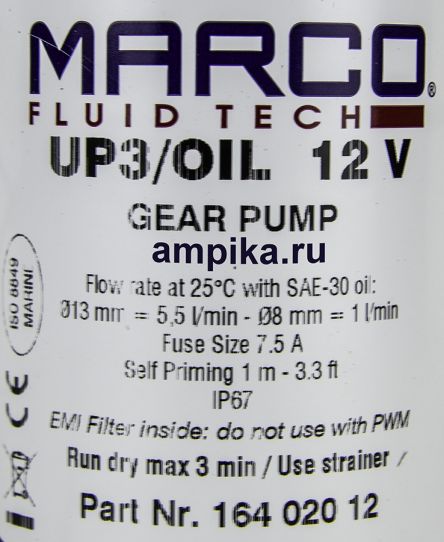 MARCO®
FLUID TECH
UP3/OIL 12 V
GEAR PUMP
ampika.ru
Flow rate at 25°C with SAE-30 oil:
Ø13 mm = 5,5 l/min - Ø8 mm = 1 l/min
Fuse Size 7.5 A
Self Priming 1 m - 3.3 ft
IP67
EMI Filter inside: do not use with PWM
Run dry max 3 min / Use strainer /
Part Nr. 164 020 12
ISO 8849
MARINE
CE